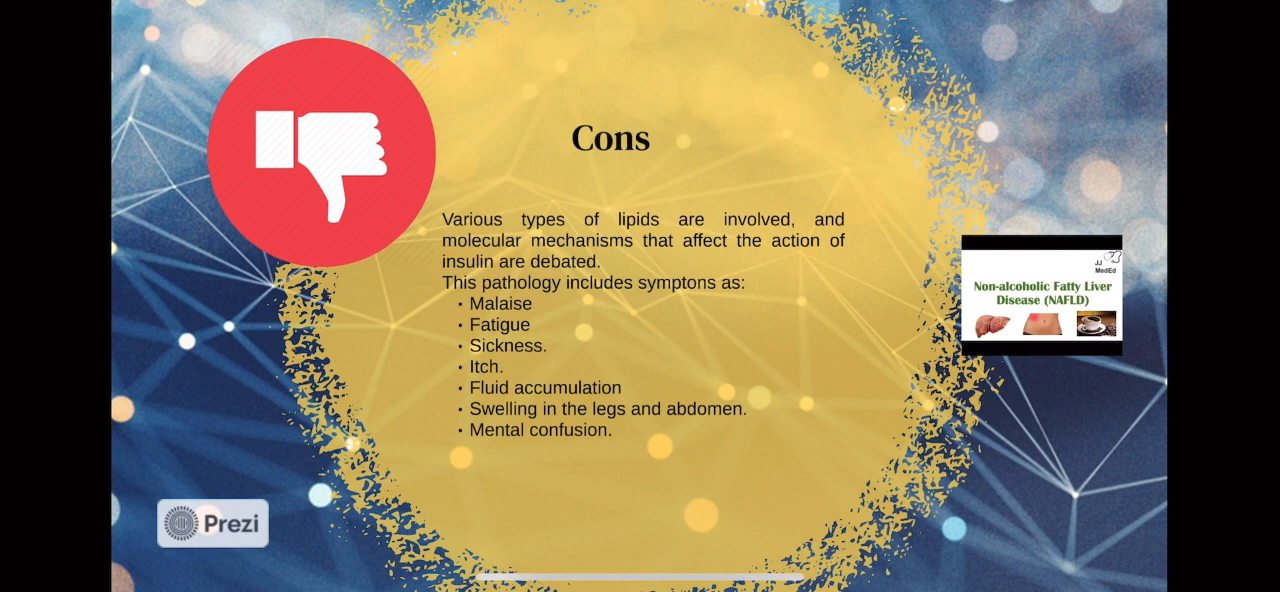 Cons
Various types of lipids are involved, and
molecular mechanisms that affect the action of
insulin are debated.
This pathology includes symptons as:
• Malaise
• Fatigue
• Sickness.
• Itch.
• Fluid accumulation
• Swelling in the legs and abdomen.
• Mental confusion.
JJ
MedEd
Non-alcoholic Fatty Liver
Disease (NAFLD)
Prezi